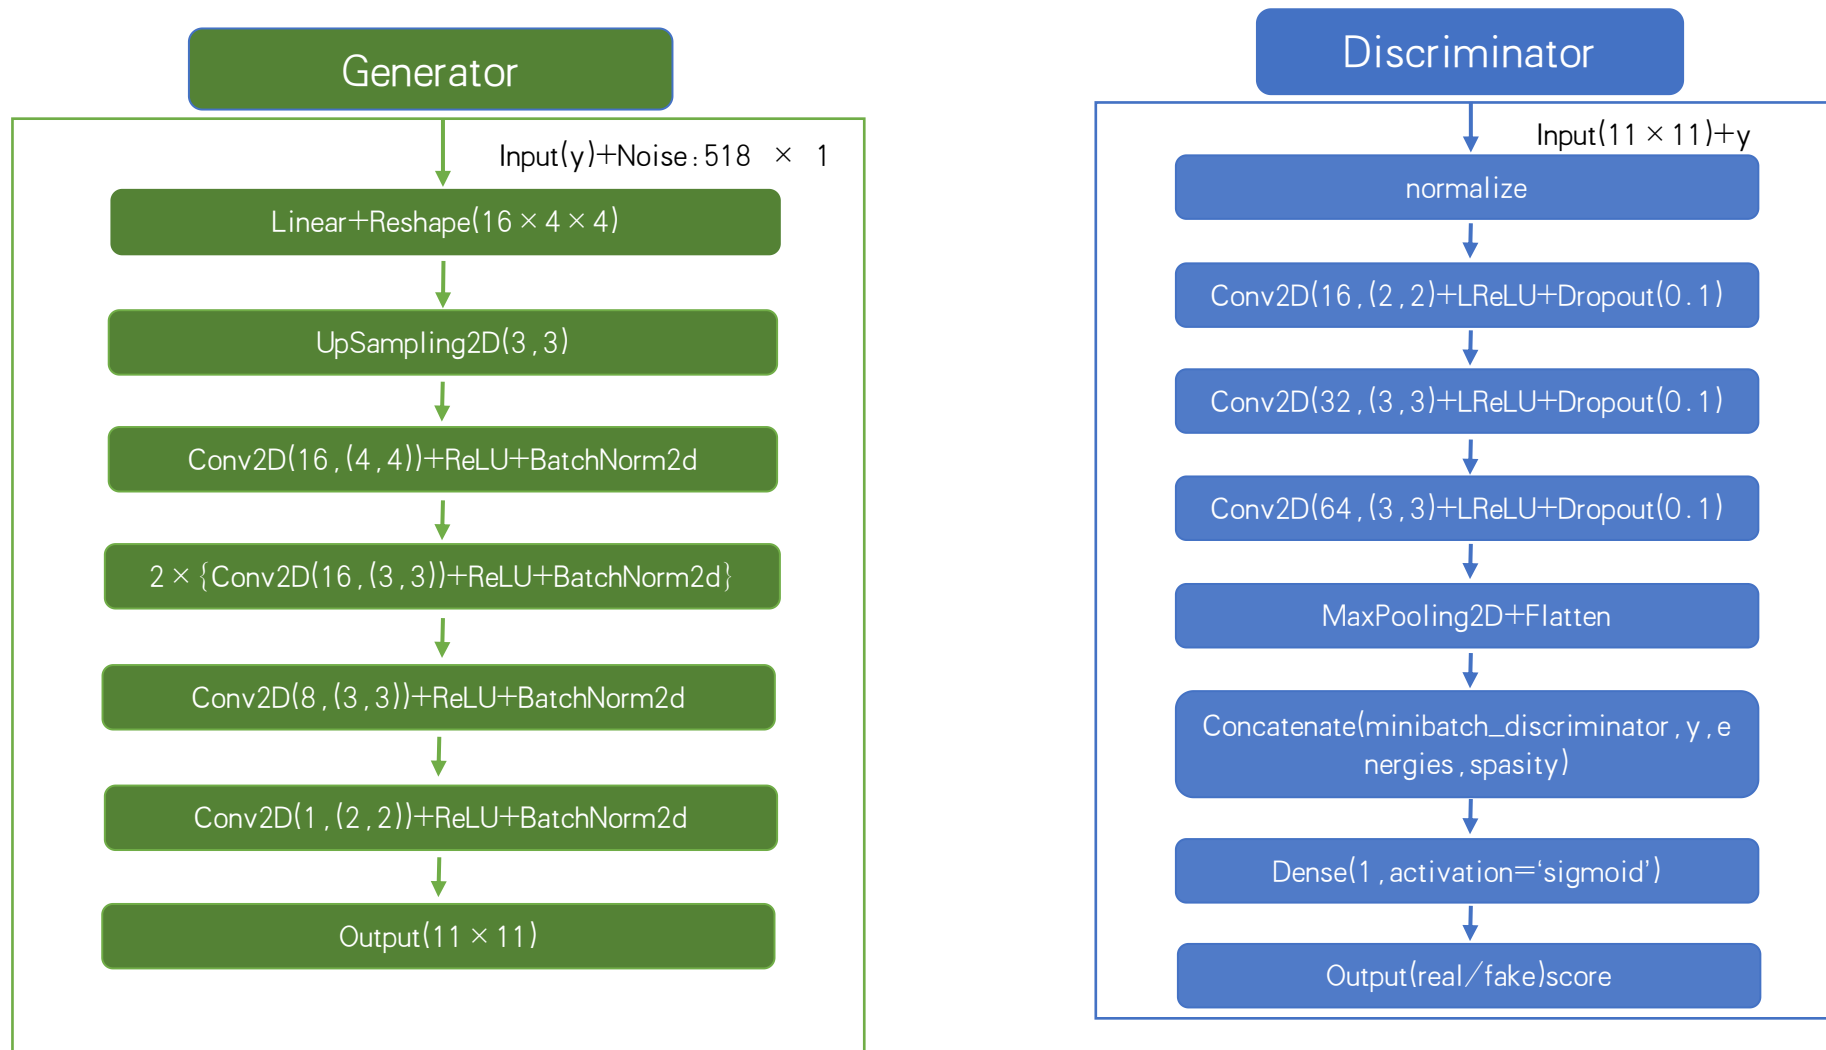 Generator
Input(y)+Noise:518 × 1
Linear+Reshape(16×4×4)
UpSampling2D(3,3)
Conv2D(16,(4,4))+ReLU+BatchNorm2d
2×{Conv2D(16,(3,3))+ReLU+BatchNorm2d}
Conv2D(8,(3,3))+ReLU+BatchNorm2d
Conv2D(1,(2,2))+ReLU+BatchNorm2d
Output(11×11)
Discriminator
Input(11×11)+y
normalize
Conv2D(16,(2,2)+LReLU+Dropout(0.1)
Conv2D(32,(3,3)+LReLU+Dropout(0.1)
Conv2D(64,(3,3)+LReLU+Dropout(0.1)
MaxPooling2D+Flatten
Concatenate(minibatch_discriminator,y,e
nergies,spasity)
Dense(1,activation=‘sigmoid’)
Output(real/fake)score